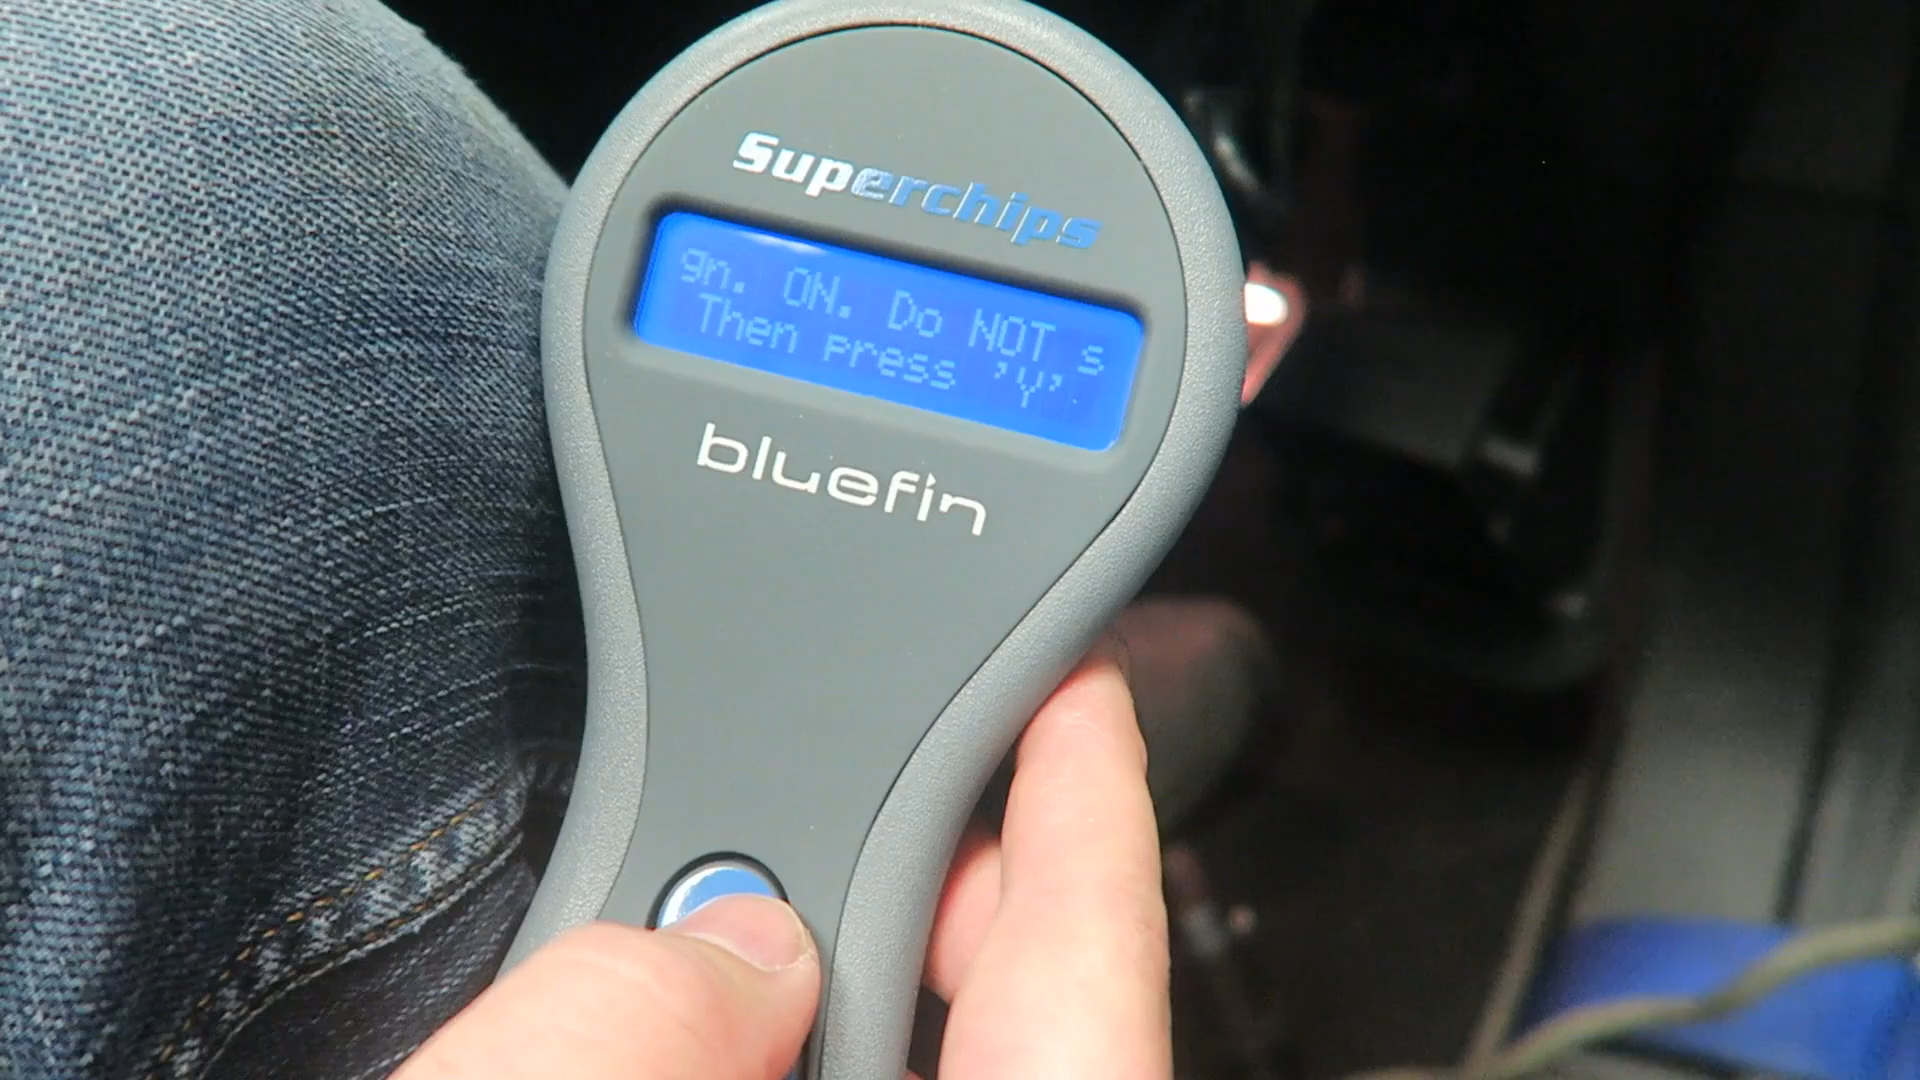 Superchips
gn. ON. Do NOT s
Then press 'Y'
bluefin